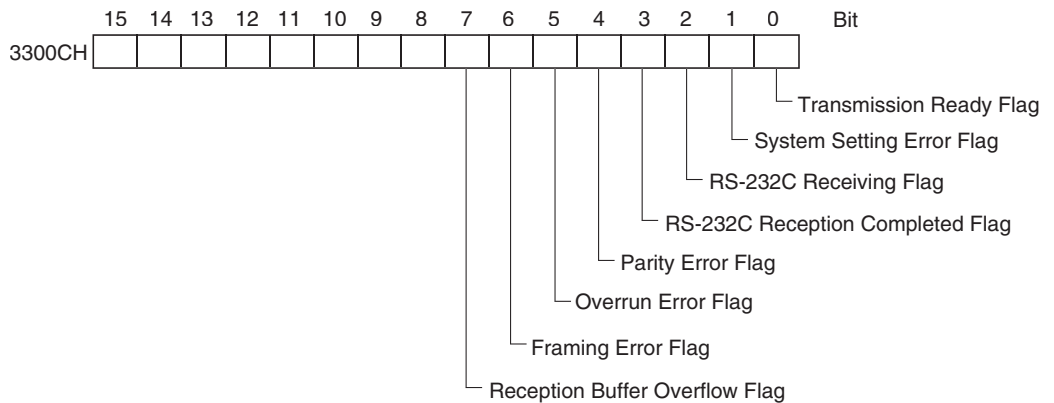 15 14 13 12 11 10 9 8 7 6 5 4 3 2 1 0 Bit
3300CH
Transmission Ready Flag
System Setting Error Flag
RS-232C Receiving Flag
RS-232C Reception Completed Flag
Parity Error Flag
Overrun Error Flag
Framing Error Flag
Reception Buffer Overflow Flag